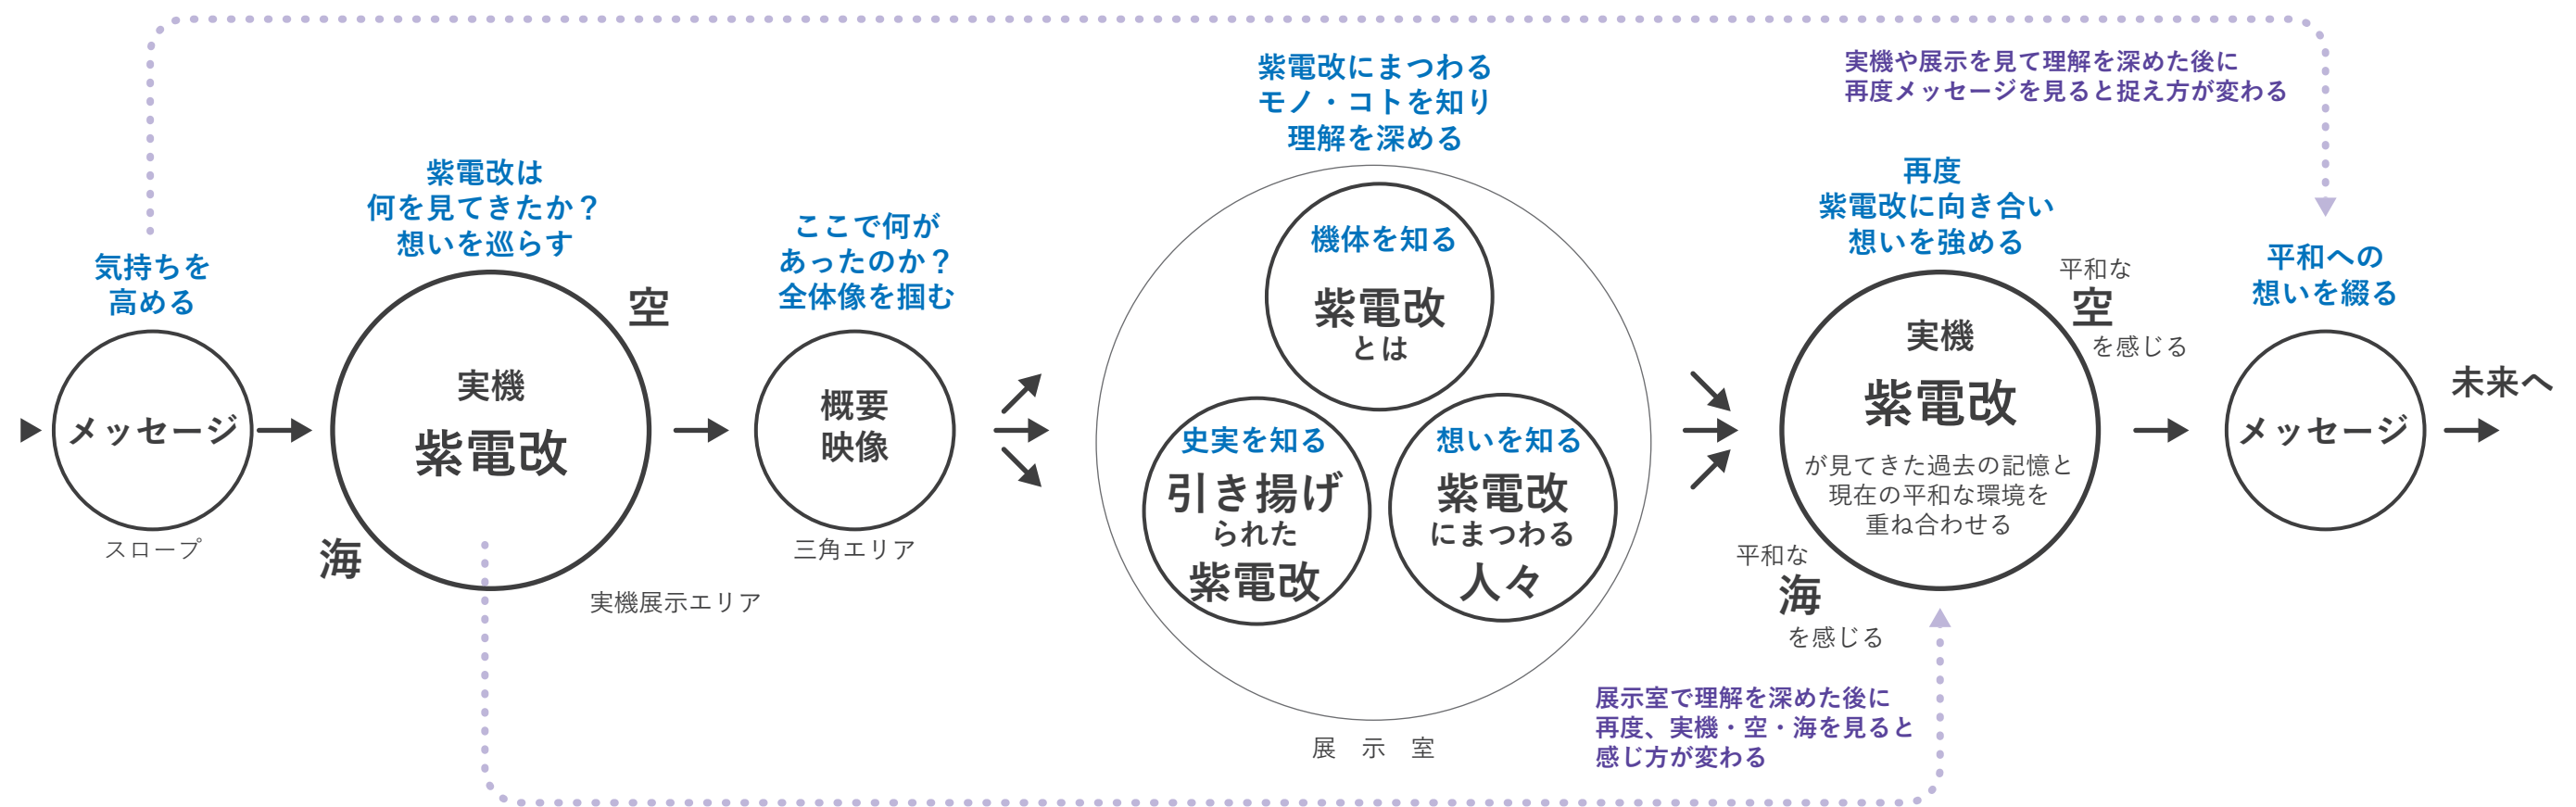 気持ちを
高める
メッセージ
スロープ
紫電改は
何を見てきたか？
想いを巡らす
空
実機
紫電改
海
実機展示エリア
ここで何が
あったのか？
全体像を掴む
概要
映像
三角エリア
紫電改にまつわる
モノ・コトを知り
理解を深める
機体を知る
紫電改
とは
史実を知る
引き揚げ
られた
紫電改
想いを知る
紫電改
にまつわる
人々
展 示 室
再度
紫電改に向き合い
想いを強める
平和な
空
を感じる
実機
紫電改
が見てきた過去の記憶と
現在の平和な環境を
重ね合わせる
平和な
海
を感じる
展示室で理解を深めた後に
再度、実機・空・海を見ると
感じ方が変わる
実機や展示を見て理解を深めた後に
再度メッセージを見ると捉え方が変わる
平和への
想いを綴る
メッセージ
未来へ